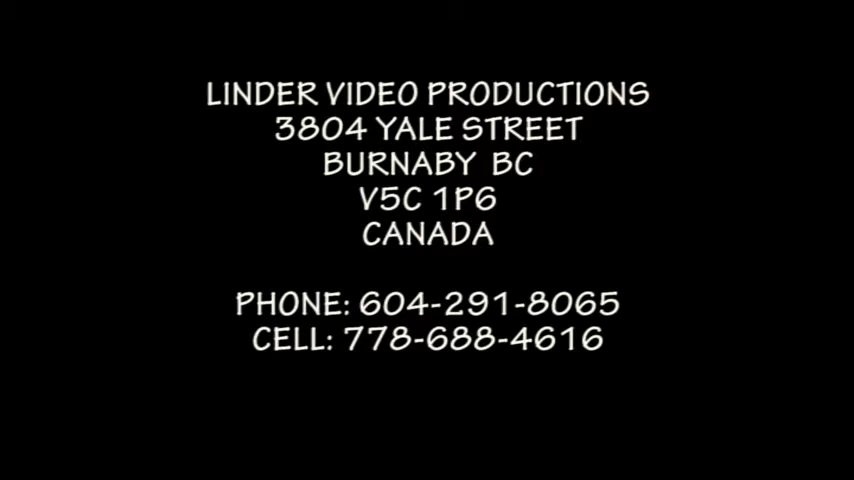 LINDER VIDEO PRODUCTIONS
3804 YALE STREET
BURNABY BC
V5C 1P6
CANADA
PHONE: 604-291-8065
CELL: 778-688-4616